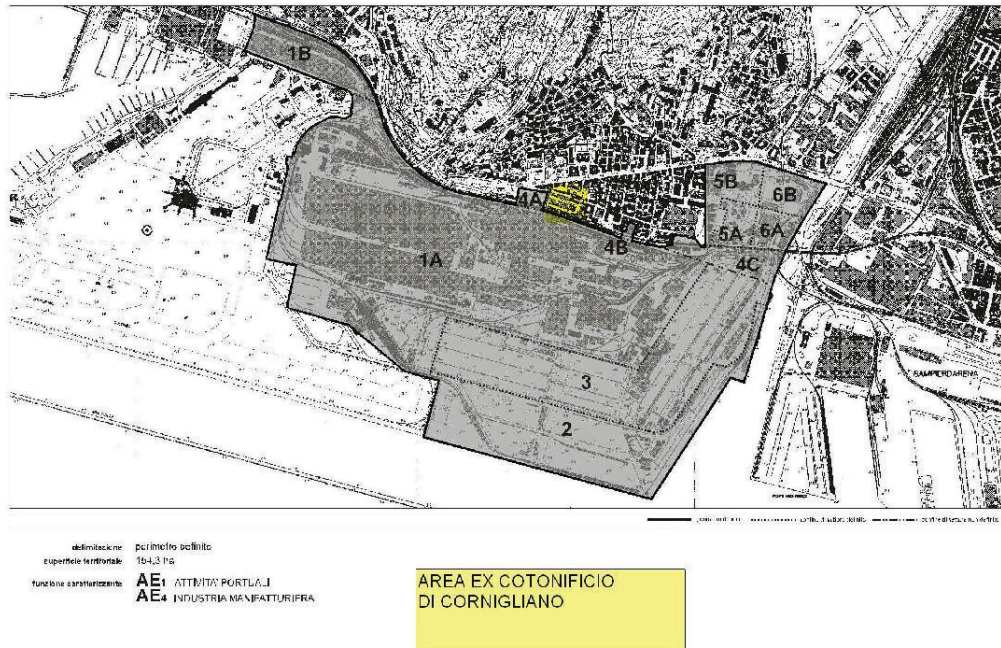 1B
4A
5B
6B
5A
6A
4B
4C
1A
3
2
SAMPIERDARENA
delimitazione perimetro definito
superficie territoriale 154,3 ha
funzione caratterizzante AE1 ATTIVITA' PORTUALI
AE4 INDUSTRIA MANIFATTURIERA
AREA EX COTONIFICIO
DI CORNIGLIANO